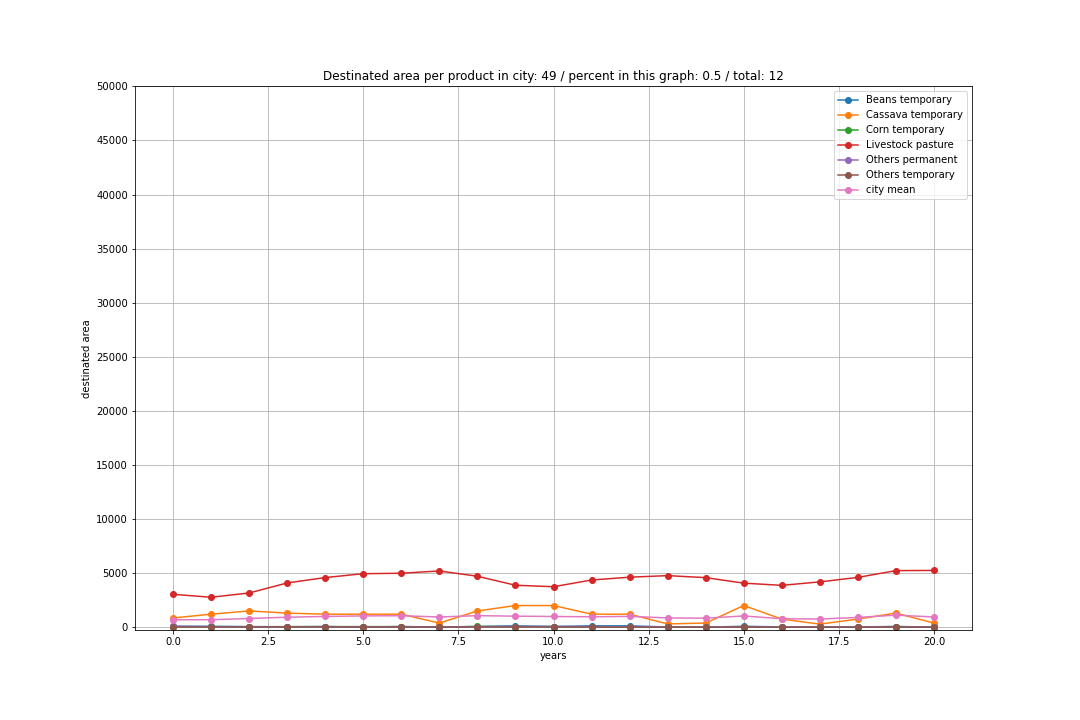 Destinated area per product in city: 49 / percent in this graph: 0.5 / total: 12
50000
45000
40000
35000
30000
25000
20000
15000
10000
5000
0
destinated area
Beans temporary
Cassava temporary
Corn temporary
Livestock pasture
Others permanent
Others temporary
city mean
0.0 2.5 5.0 7.5 10.0 12.5 15.0 17.5 20.0
years